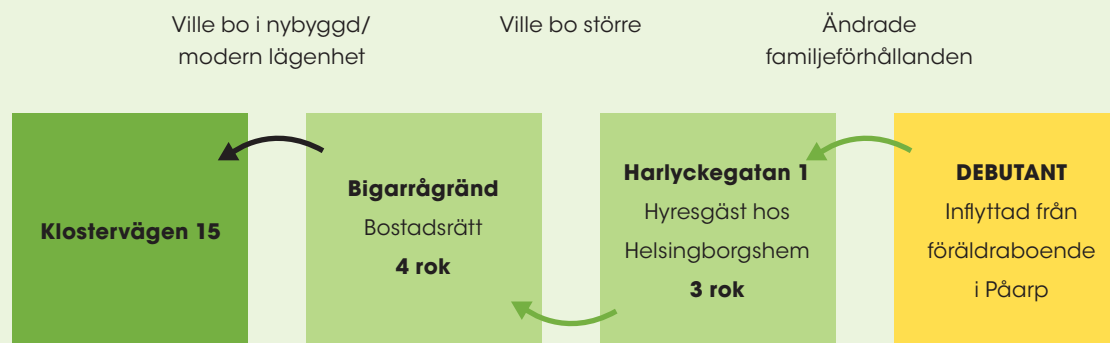 Ville bo i nybyggd/
modern lägenhet
Ville bo större
Ändrade
familjeförhållanden
Klostervägen 15
Bigarrågränd
Bostadsrätt
4 rok
Harlyckegatan 1
Hyresgäst hos
Helsingborgshem
3 rok
DEBUTANT
Inflyttad från
föräldraboende
i Påarp